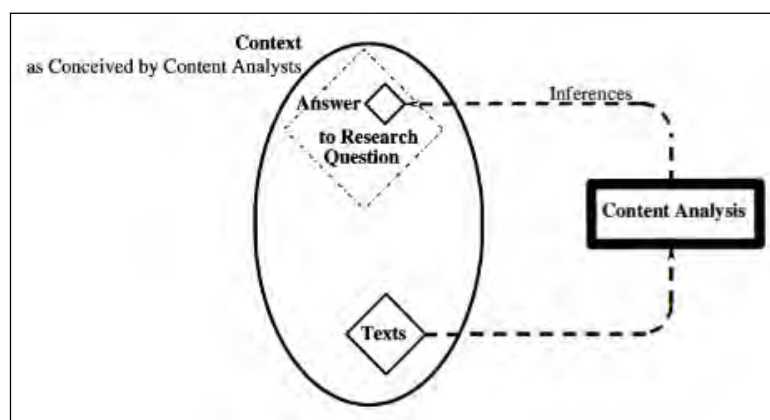 Context
as Conceived by Content Analysts
Answer
to Research
Question
Inferences
Content Analysis
Texts